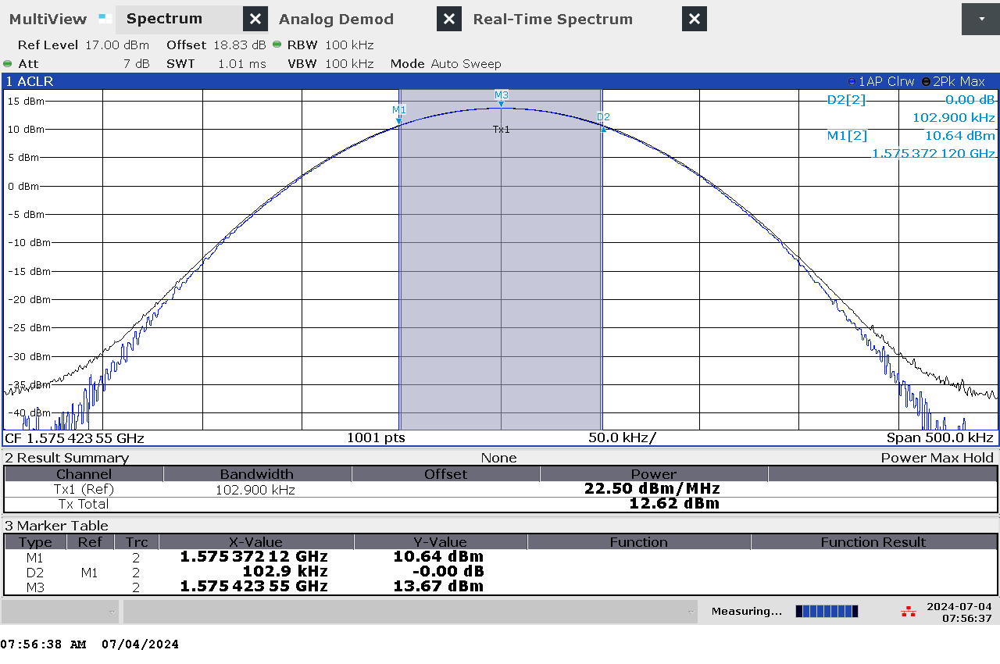 MultiView Spectrum Analog Demod Real-Time Spectrum
Ref Level 17.00 dBm Offset 18.83 dB RBW 100 kHz
Att 7 dB SWT 1.01 ms VBW 100 kHz Mode Auto Sweep
1 ACLR 1AP Clrw 2Pk Max
15 dBm
M1
M3
D2
Tx1
D2[2] 0.00 dB
102.900 kHz
M1[2] 10.64 dBm
1.575 372 120 GHz
10 dBm
5 dBm
0 dBm
-5 dBm
-10 dBm
-15 dBm
-20 dBm
-25 dBm
-30 dBm
-35 dBm
-40 dBm
CF 1.575 423 55 GHz 1001 pts 50.0 kHz/ Span 500.0 kHz
2 Result Summary None Power Max Hold
Channel Bandwidth Offset Power
Tx1 (Ref) 102.900 kHz 22.50 dBm/MHz
Tx Total 12.62 dBm
3 Marker Table
Type Ref Trc X-Value Y-Value Function Function Result
M1 2 1.575 372 12 GHz 10.64 dBm
D2 M1 2 102.9 kHz -0.00 dB
M3 2 1.575 423 55 GHz 13.67 dBm
Measuring... 2024-07-04
07:56:37
07:56:38 AM 07/04/2024